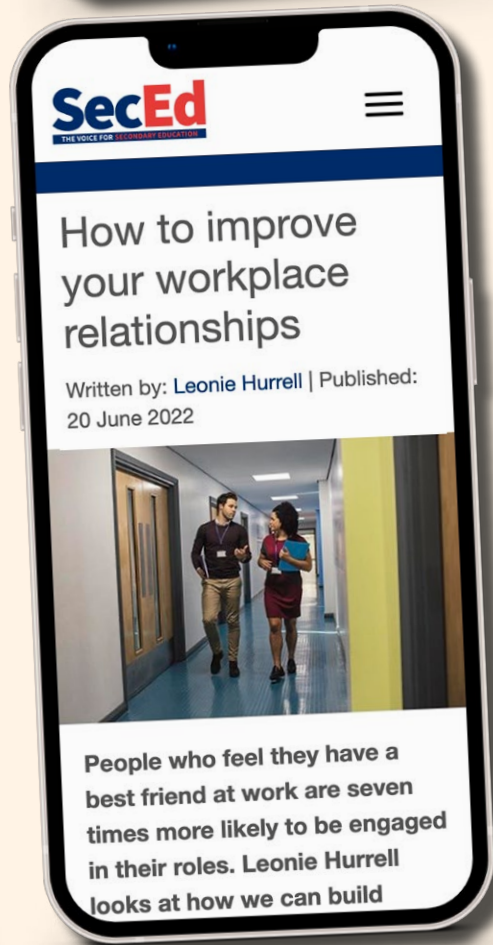 SecEd
THE VOICE FOR SECONDARY EDUCATION
How to improve
your workplace
relationships
Written by: Leonie Hurrell | Published:
20 June 2022
People who feel they have a
best friend at work are seven
times more likely to be engaged
in their roles. Leonie Hurrell
looks at how we can build